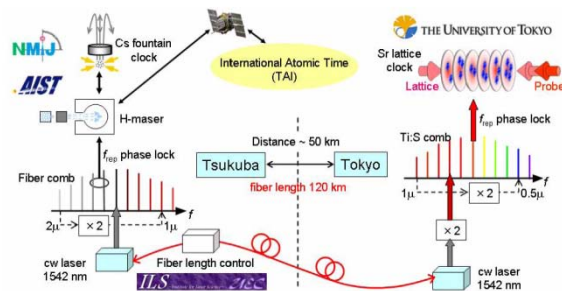 NMIJ
AIST
Cs fountain
clock
H-maser
International Atomic Time
(TAI)
THE UNIVERSITY OF TOKYO
Sr lattice
clock
Lattice
Probe
frep phase lock
Fiber comb
f
2μ
× 2
1μ
Distance ~ 50 km
Tsukuba
Tokyo
fiber length 120 km
frep phase lock
Ti:S comb
f
1μ
× 2
0.5μ
× 2
cw laser
1542 nm
Fiber length control
ILS
cw laser
1542 nm